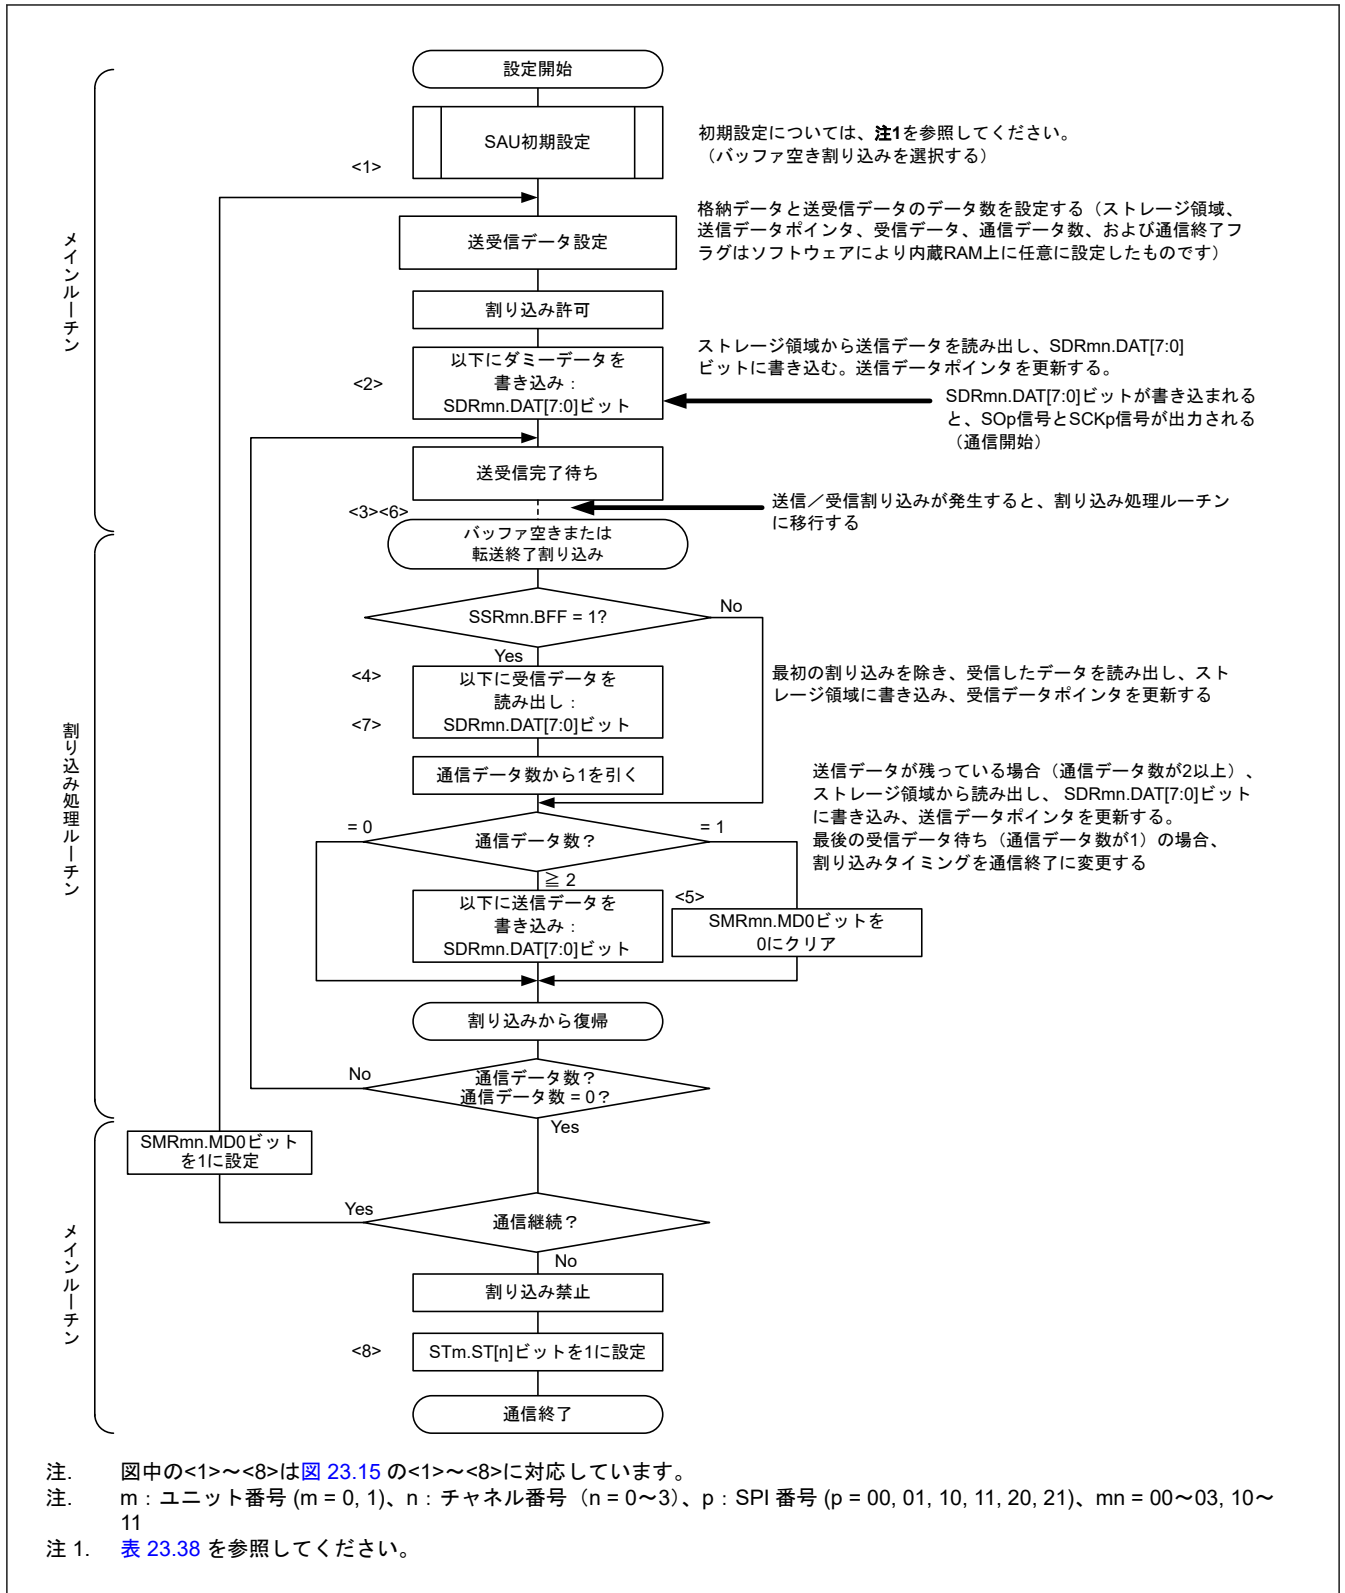 設定開始
SAU初期設定
初期設定については、注1を参照してください。
（バッファ空き割り込みを選択する）
<1>
格納データと送受信データのデータ数を設定する（ストレージ領域、
送信データポインタ、受信データ、通信データ数、および通信終了フ
ラグはソフトウェアにより内蔵RAM上に任意に設定したものです）
送受信データ設定
メインルーチン
割り込み許可
ストレージ領域から送信データを読み出し、SDRmn.DAT[7:0]
ビットに書き込む。送信データポインタを更新する。
<2>
以下にダミーデータを
書き込み：
SDRmn.DAT[7:0]ビット
SDRmn.DAT[7:0]ビットが書き込まれる
と、SOp信号とSCKp信号が出力される
（通信開始）
送受信完了待ち
<3><6>
送信／受信割り込みが発生すると、割り込み処理ルーチン
に移行する
バッファ空きまたは
転送終了割り込み
SSRmn.BFF = 1?
No
Yes
<4>
<7>
以下に受信データを
読み出し：
SDRmn.DAT[7:0]ビット
最初の割り込みを除き、受信したデータを読み出し、スト
レージ領域に書き込み、受信データポインタを更新する
割り込み処理ルーチン
通信データ数から1を引く
送信データが残っている場合（通信データ数が2以上）、
ストレージ領域から読み出し、 SDRmn.DAT[7:0]ビット
に書き込み、送信データポインタを更新する。
最後の受信データ待ち（通信データ数が1）の場合、
割り込みタイミングを通信終了に変更する
= 0
通信データ数？
= 1
≧ 2
以下に送信データを
書き込み：
SDRmn.DAT[7:0]ビット
<5>
SMRmn.MD0ビットを
0にクリア
割り込みから復帰
No
通信データ数？
通信データ数 = 0？
Yes
SMRmn.MD0ビット
を1に設定
Yes
通信継続？
No
メインルーチン
割り込み禁止
<8>
STm.ST[n]ビットを1に設定
通信終了
注. 図中の<1>～<8>は図 23.15 の<1>～<8>に対応しています。
注. m：ユニット番号 (m = 0, 1)、n：チャネル番号（n = 0～3）、p：SPI 番号 (p = 00, 01, 10, 11, 20, 21)、mn = 00～03, 10～
11
注 1. 表 23.38 を参照してください。